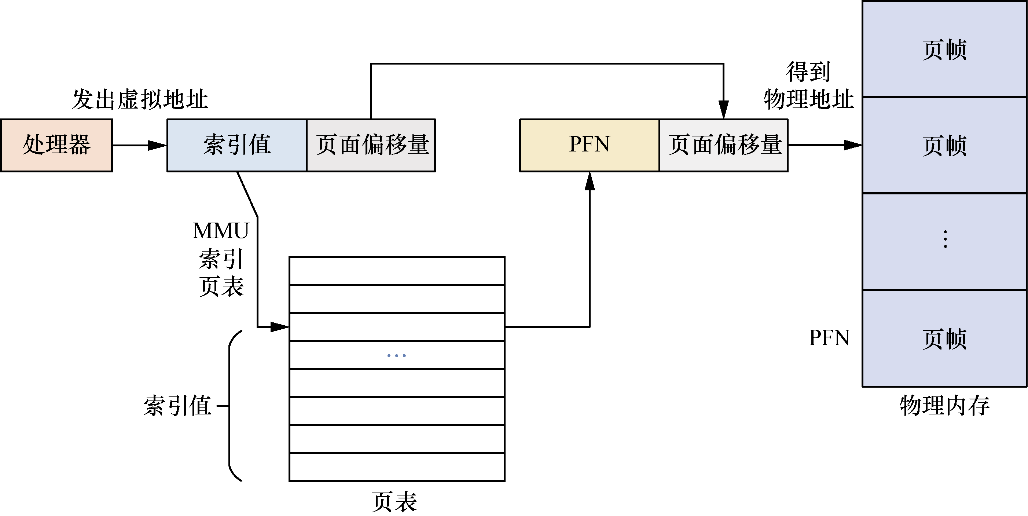 页帧
发出虚拟地址
得到
物理地址
处理器
索引值
页面偏移量
PFN
页面偏移量
页帧
MMU
索引
页表
⋮
…
PFN
页帧
索引值
物理内存
页表